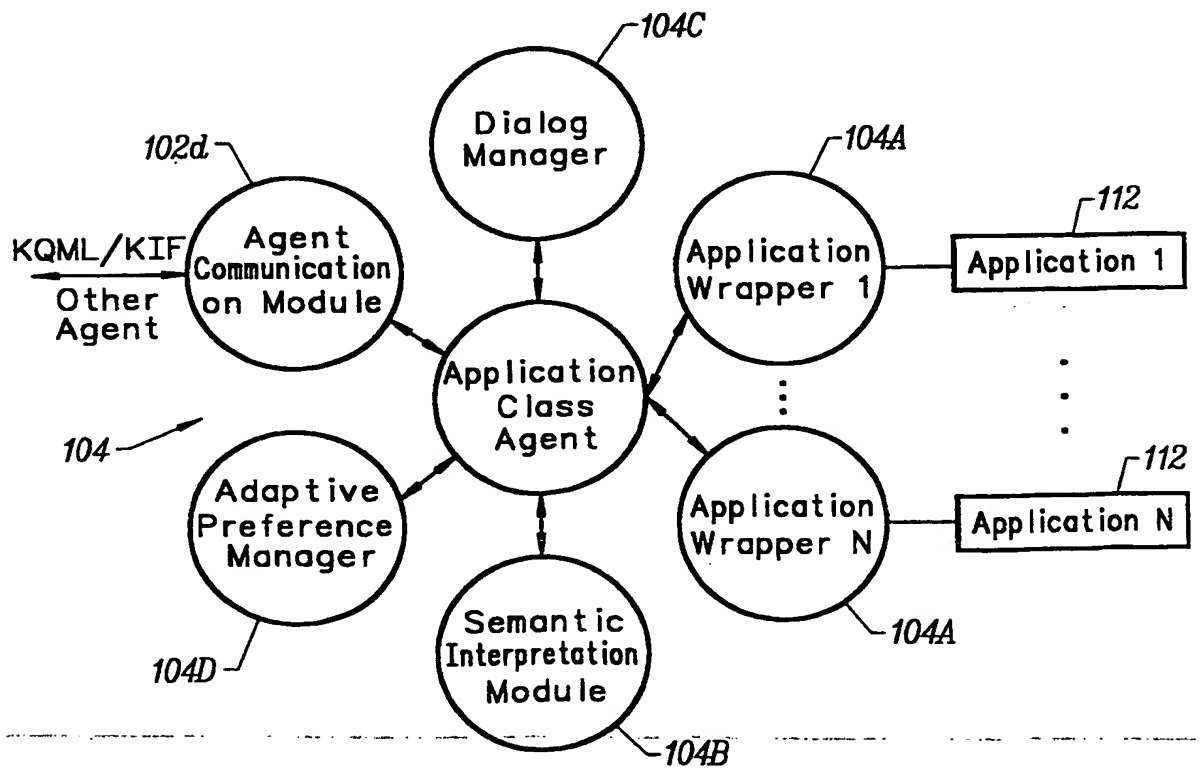 104C
Dialog
Manager
102d
104A
112
KQML/KIF
Other
Agent
Agent
Communication
on Module
Application
Wrapper 1
Application 1
Application
Class
Agent
104
Adaptive
Preference
Manager
Application
Wrapper N
112
Application N
Semantic
Interpretation
Module
104D
104A
104B